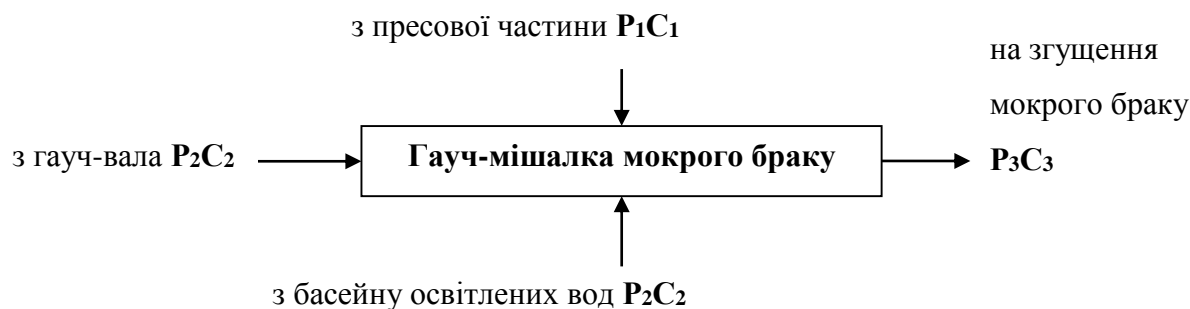 з пресової частини P₁C₁
на згущення
мокрого браку
P₃C₃
з гауч-вала P₂C₂
Гауч-мішалка мокрого браку
з басейну освітлених вод P₂C₂